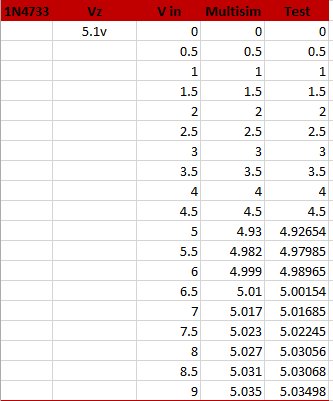 1N4733 Vz V in Multisim Test
5.1v 0 0 0
0.5 0.5 0.5
1 1 1
1.5 1.5 1.5
2 2 2
2.5 2.5 2.5
3 3 3
3.5 3.5 3.5
4 4 4
4.5 4.5 4.5
5 4.93 4.92654
5.5 4.982 4.97985
6 4.999 4.98965
6.5 5.01 5.00154
7 5.017 5.01685
7.5 5.023 5.02245
8 5.027 5.03056
8.5 5.031 5.03068
9 5.035 5.03498